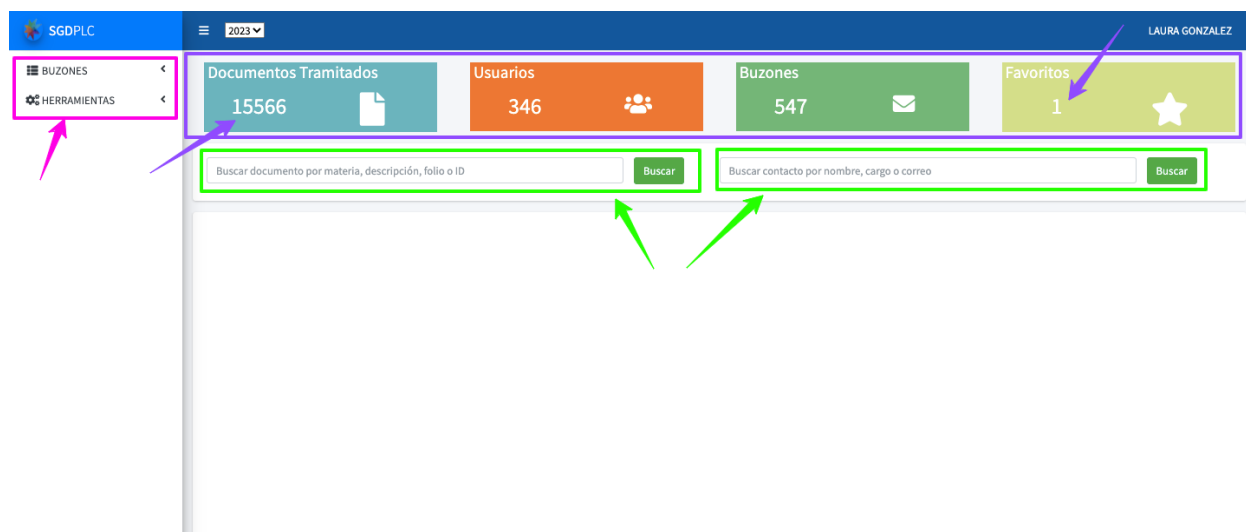 SGDPLC
2023
LAURA GONZALEZ
BUZONES
HERRAMIENTAS
Documentos Tramitados
15566
Usuarios
346
Buzones
547
Favoritos
1
Buscar documento por materia, descripción, folio o ID
Buscar
Buscar contacto por nombre, cargo o correo
Buscar